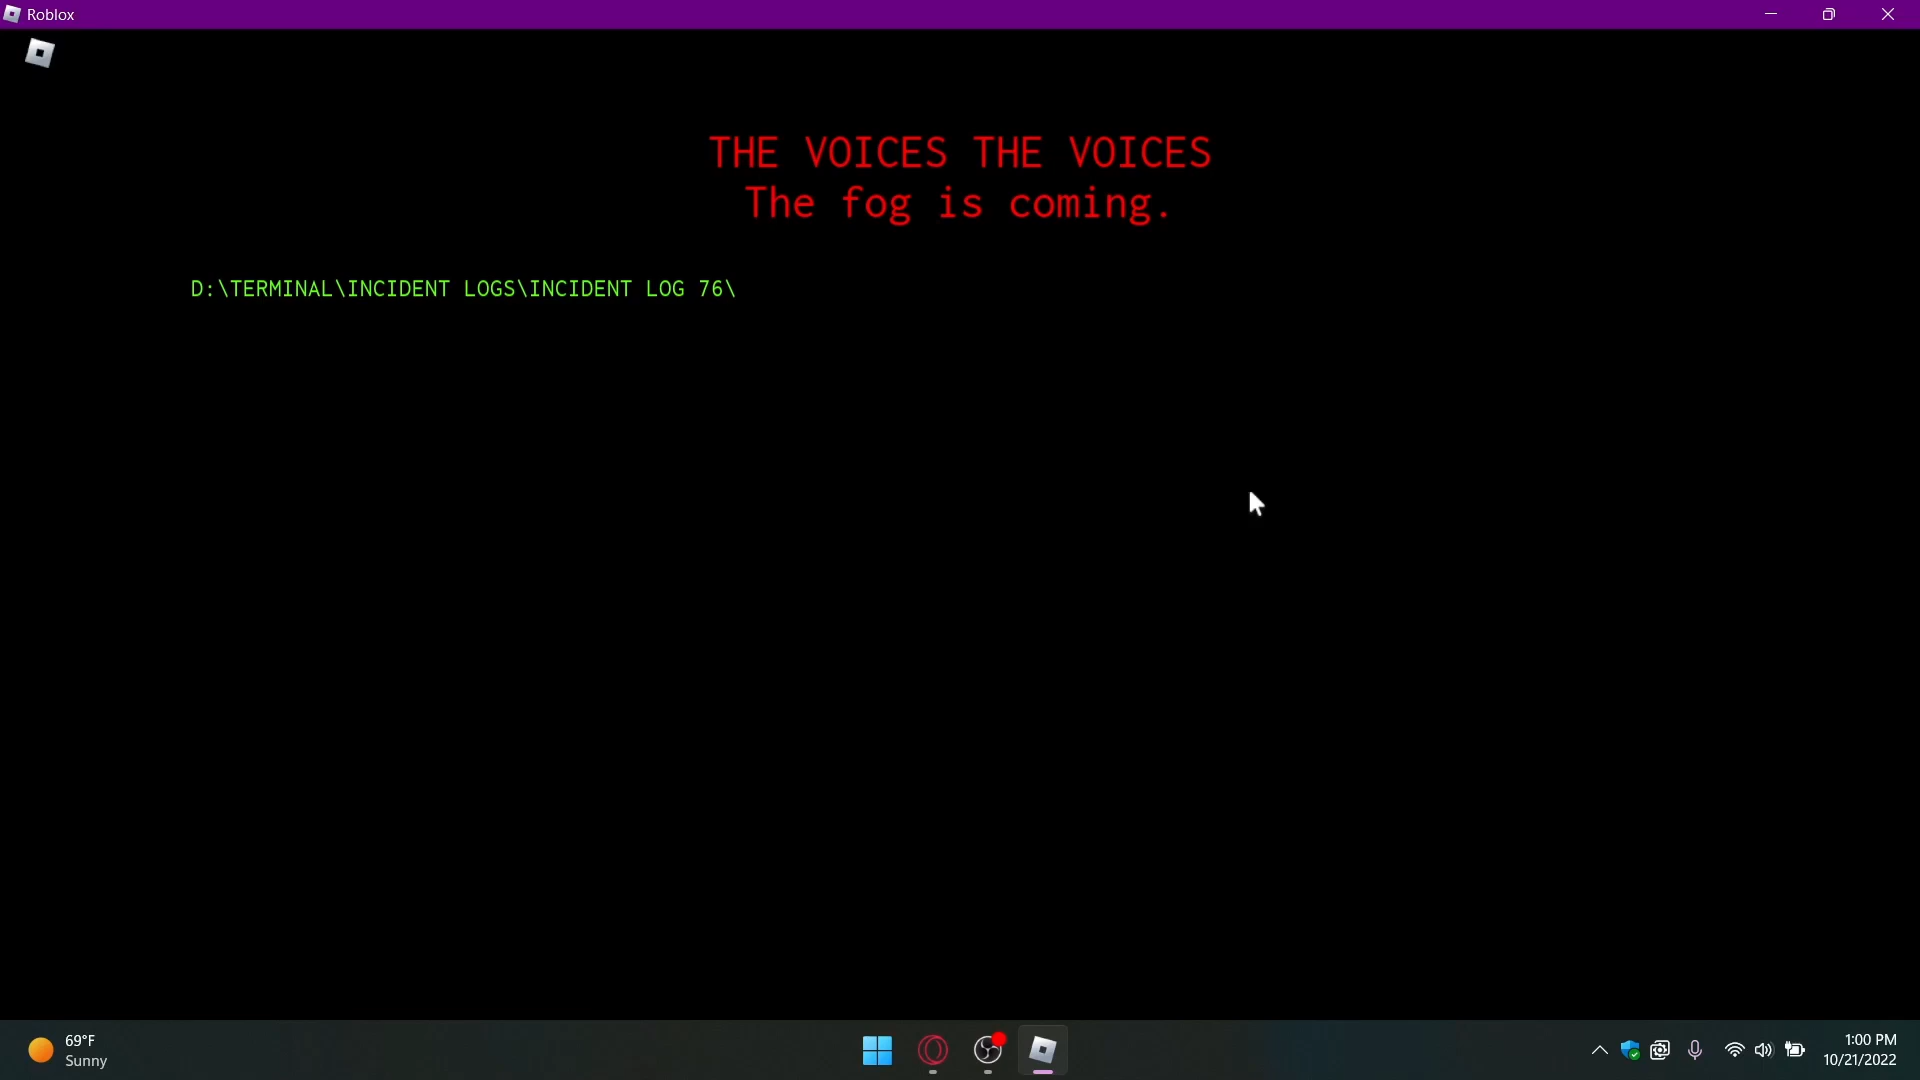 Roblox
THE VOICES THE VOICES
The fog is coming.
D:\TERMINAL\INCIDENT LOGS\INCIDENT LOG 76\
69°F
Sunny
1:00 PM
10/21/2022